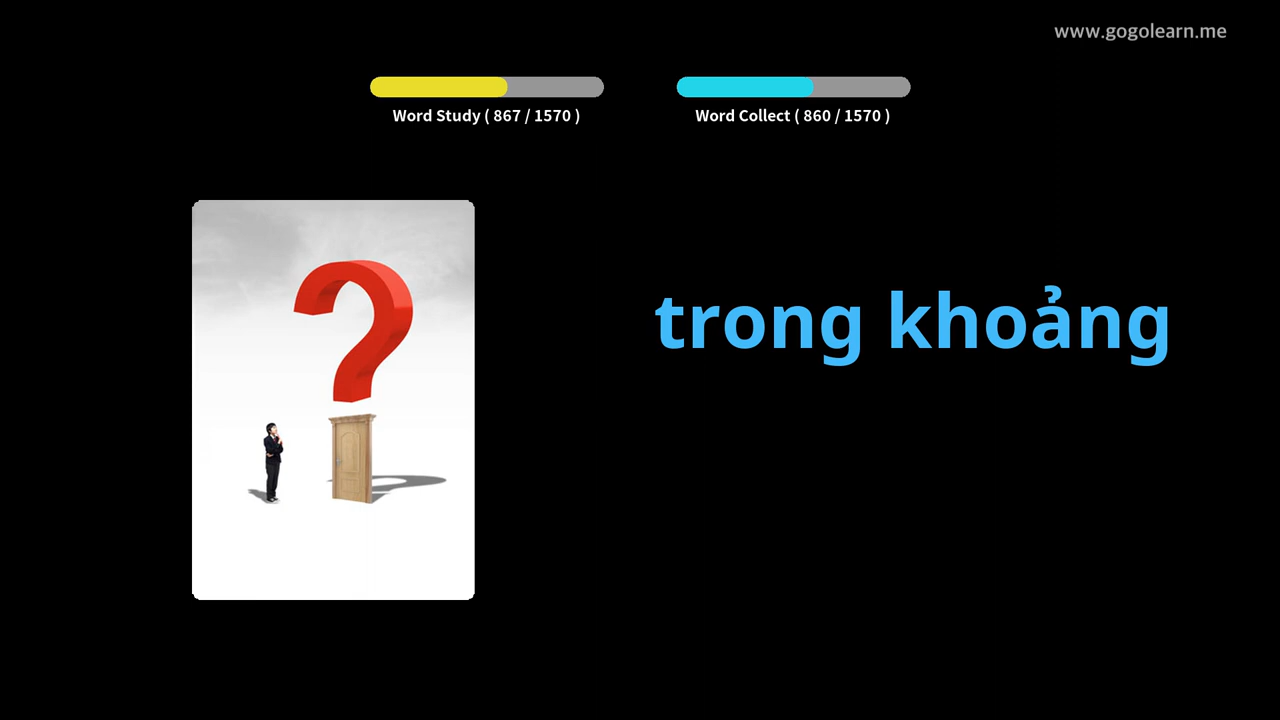 www.gogolearn.me
Word Study ( 867 / 1570 )
Word Collect ( 860 / 1570 )
?
trong khoảng